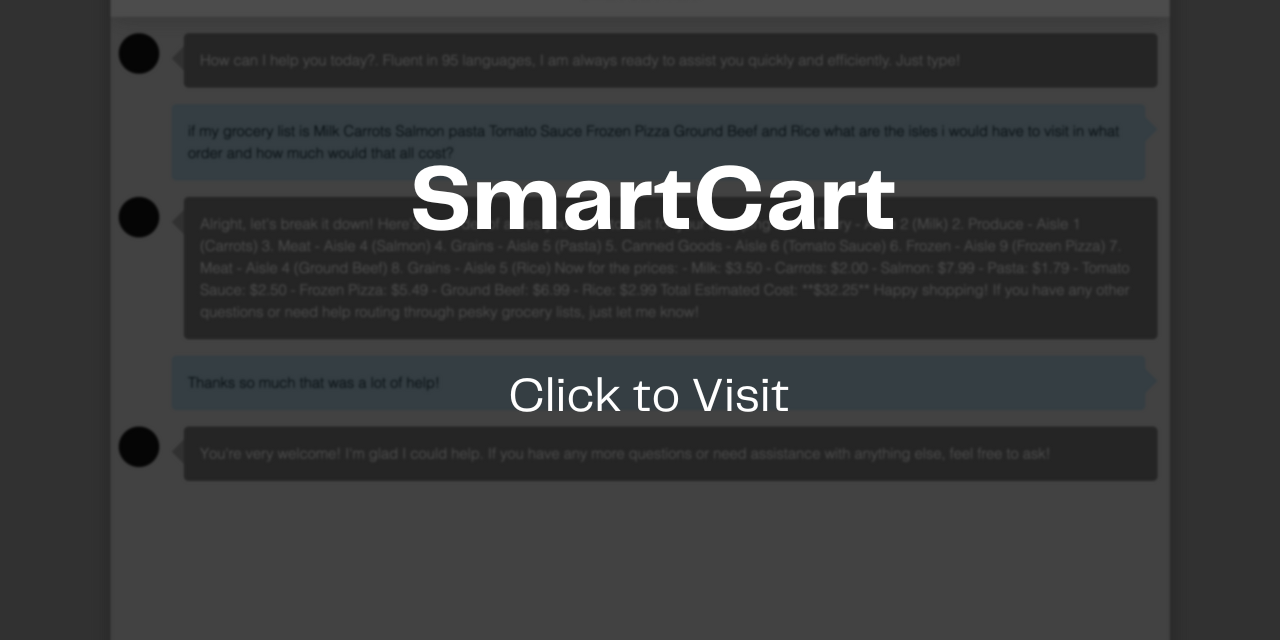 How can I help you today?. Fluent in 95 languages, I am always ready to assist you quickly and efficiently. Just type!
if my grocery list is Milk Carrots Salmon pasta Tomato Sauce Frozen Pizza Ground Beef and Rice what are the isles i would have to visit in what
order and how much would that all cost?
SmartCart
Alright, let's break it down! Here's 2 (Milk) 2. Produce - Aisle 1
(Carrots) 3. Meat - Aisle 4 (Salmon) 4. Grains - Aisle 5 (Pasta) 5. Canned Goods - Aisle 6 (Tomato Sauce) 6. Frozen - Aisle 9 (Frozen Pizza) 7.
Meat - Aisle 4 (Ground Beef) 8. Grains - Aisle 5 (Rice) Now for the prices: - Milk: $3.50 - Carrots: $2.00 - Salmon: $7.99 - Pasta: $1.79 - Tomato
Sauce: $2.50 - Frozen Pizza: $5.49 - Ground Beef: $6.99 - Rice: $2.99 Total Estimated Cost: **$32.25** Happy shopping! If you have any other
questions or need help routing through pesky grocery lists, just let me know!
Thanks so much that was a lot of help!
Click to Visit
You're very welcome! I'm glad I could help. If you have any more questions or need assistance with anything else, feel free to ask!